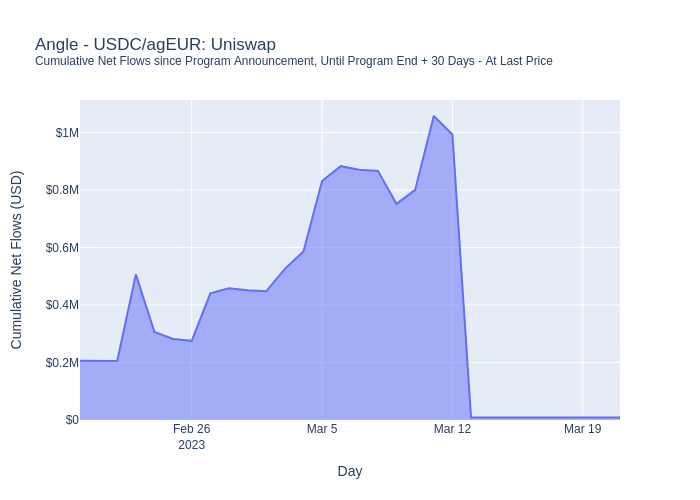 Angle - USDC/agEUR: Uniswap
Cumulative Net Flows since Program Announcement, Until Program End + 30 Days - At Last Price
Cumulative Net Flows (USD)
$1M
$0.8M
$0.6M
$0.4M
$0.2M
$0
Feb 26
2023
Mar 5
Mar 12
Mar 19
Day